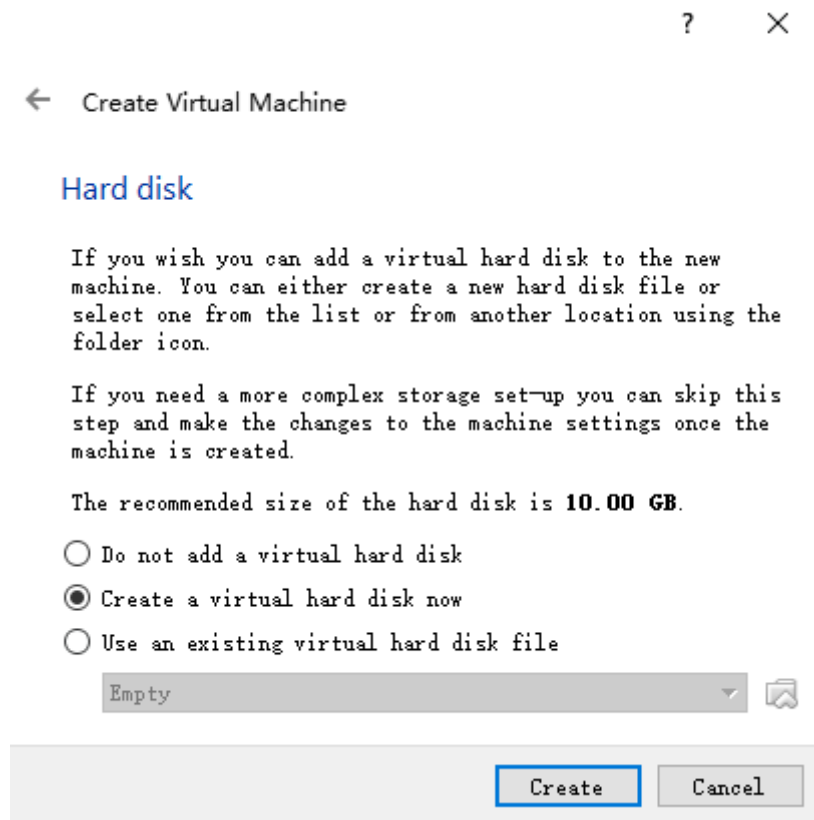 ?
Create Virtual Machine
Hard disk
If you wish you can add a virtual hard disk to the new
machine. You can either create a new hard disk file or
select one from the list or from another location using the
folder icon.
If you need a more complex storage set-up you can skip this
step and make the changes to the machine settings once the
machine is created.
The recommended size of the hard disk is 10.00 GB.
Do not add a virtual hard disk
Create a virtual hard disk now
Use an existing virtual hard disk file
Empty
Create Cancel